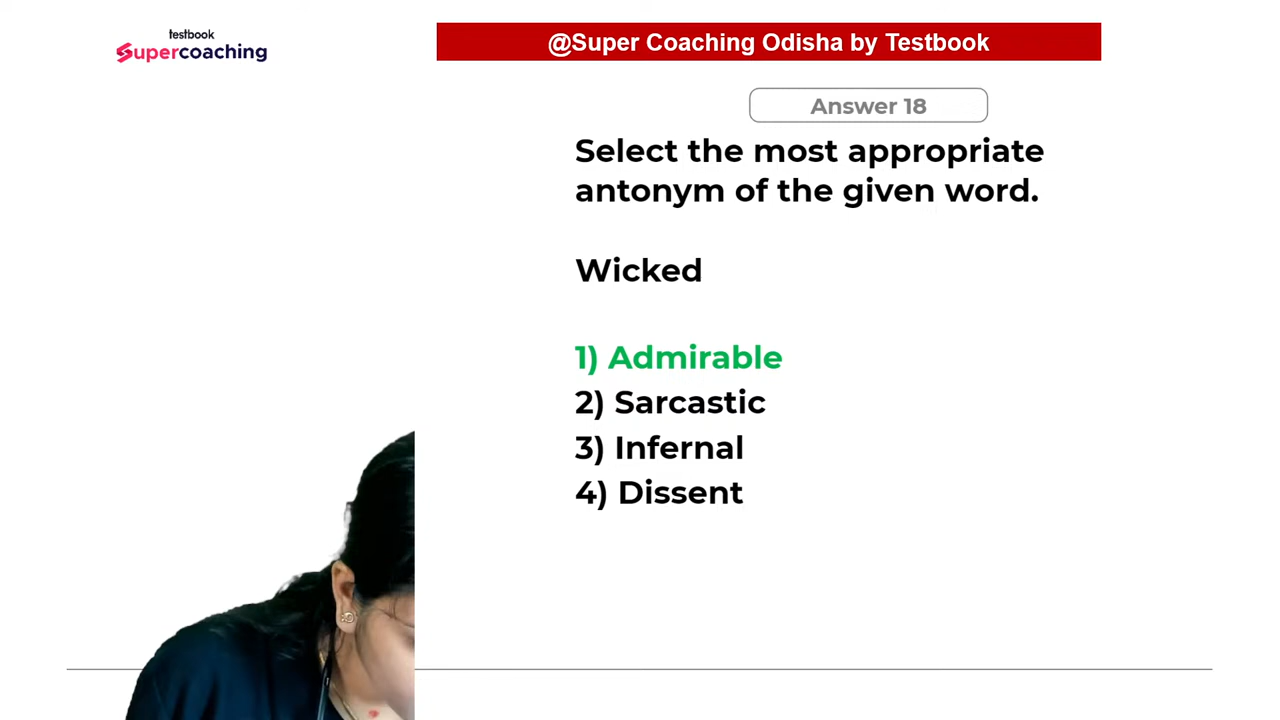 testbook
Supercoaching
@Super Coaching Odisha by Testbook
Answer 18
Select the most appropriate
antonym of the given word.
Wicked
1) Admirable
2) Sarcastic
3) Infernal
4) Dissent